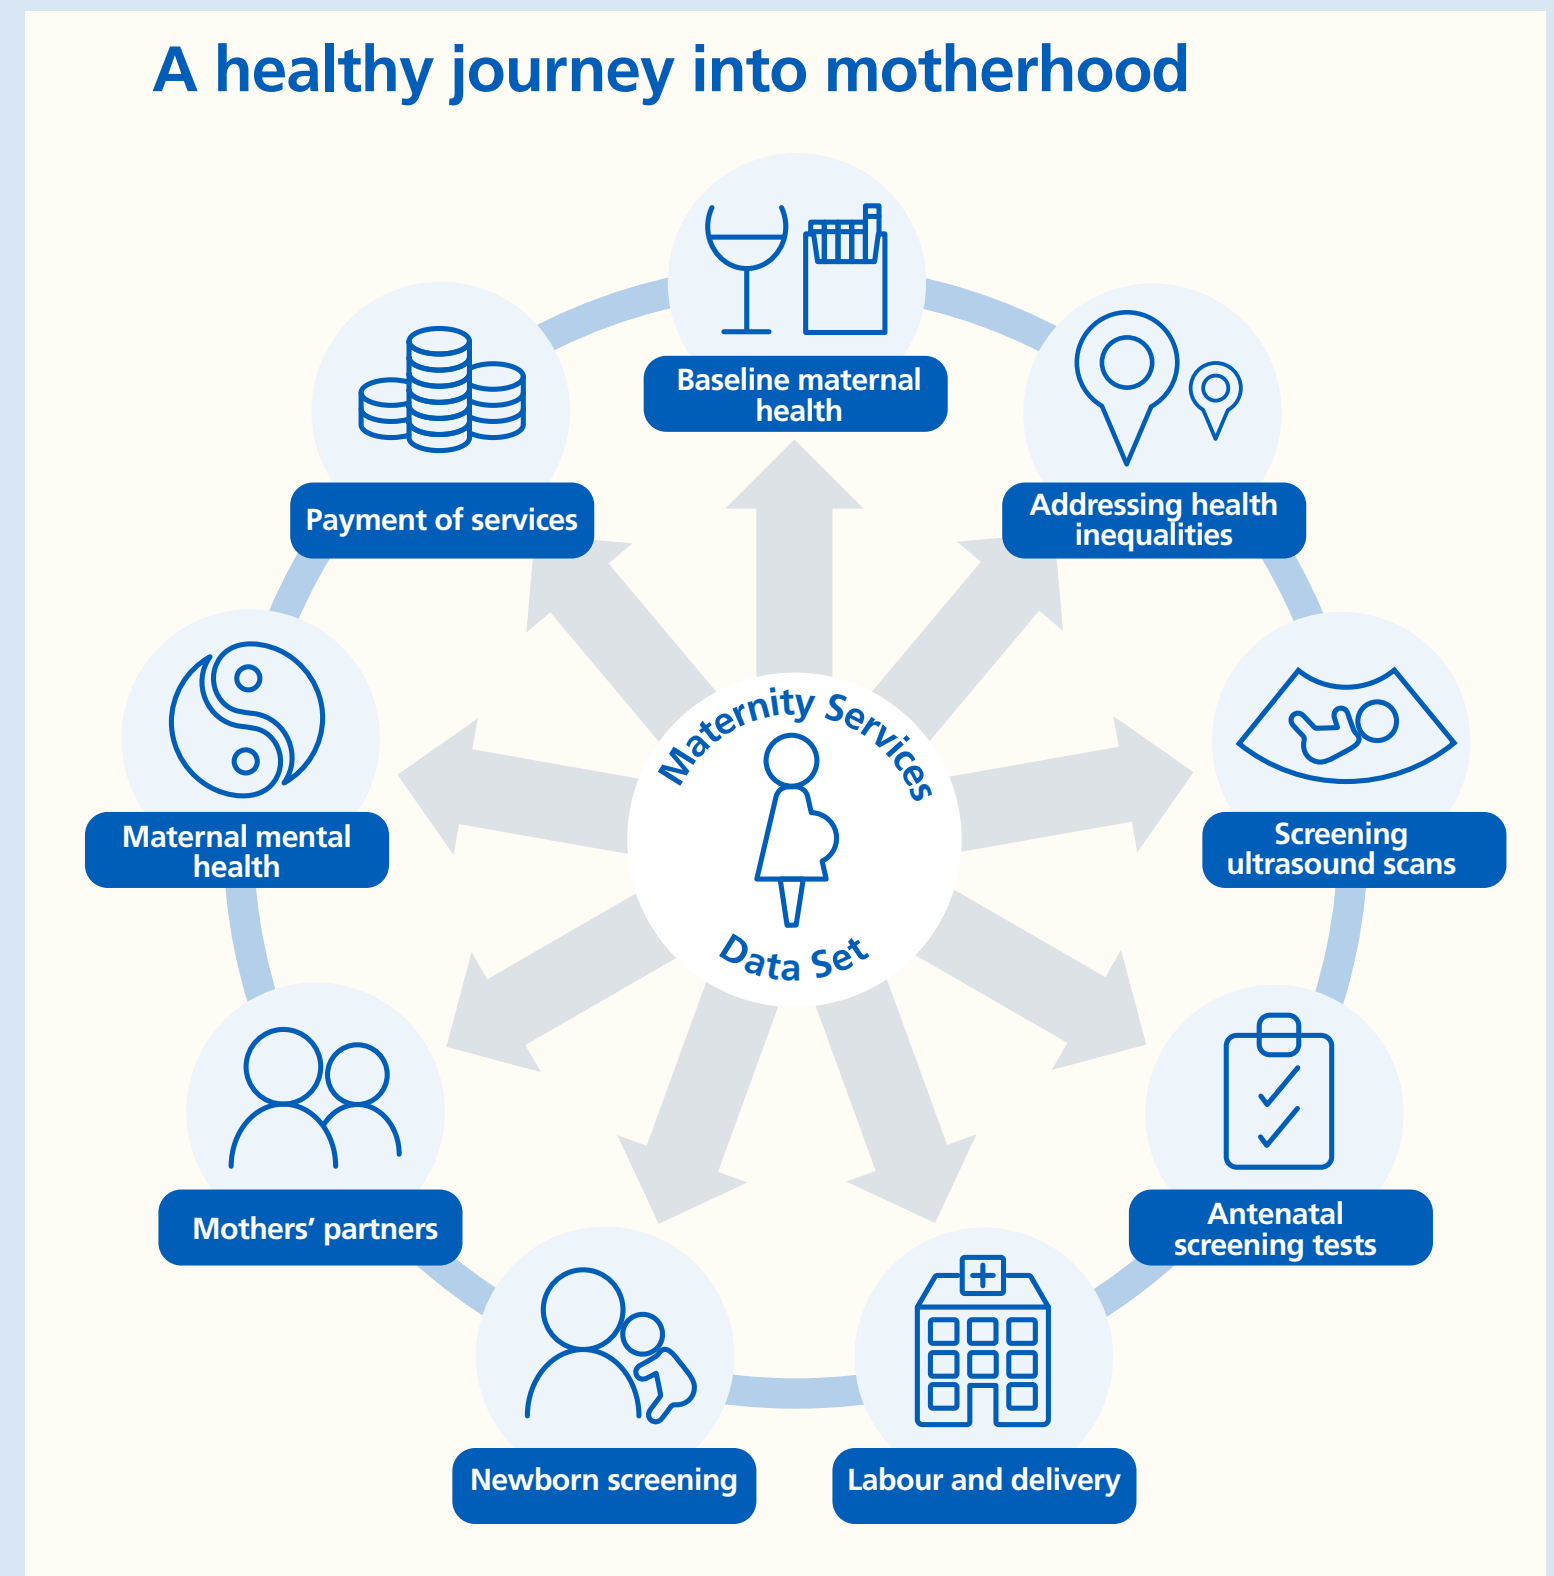 A healthy journey into motherhood
Baseline maternal
health
Addressing health
inequalities
Screening
ultrasound scans
Antenatal
screening tests
Labour and delivery
Newborn screening
Mothers’ partners
Maternal mental
health
Payment of services
Maternity Services
Data Set